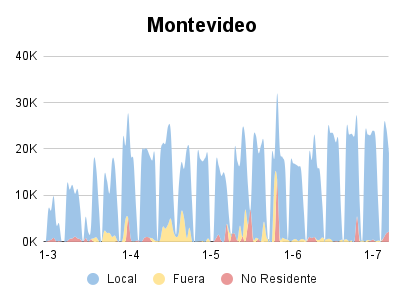 Montevideo
40K
30K
20K
10K
0K
1-3 1-4 1-5 1-6 1-7
Local Fuera No Residente